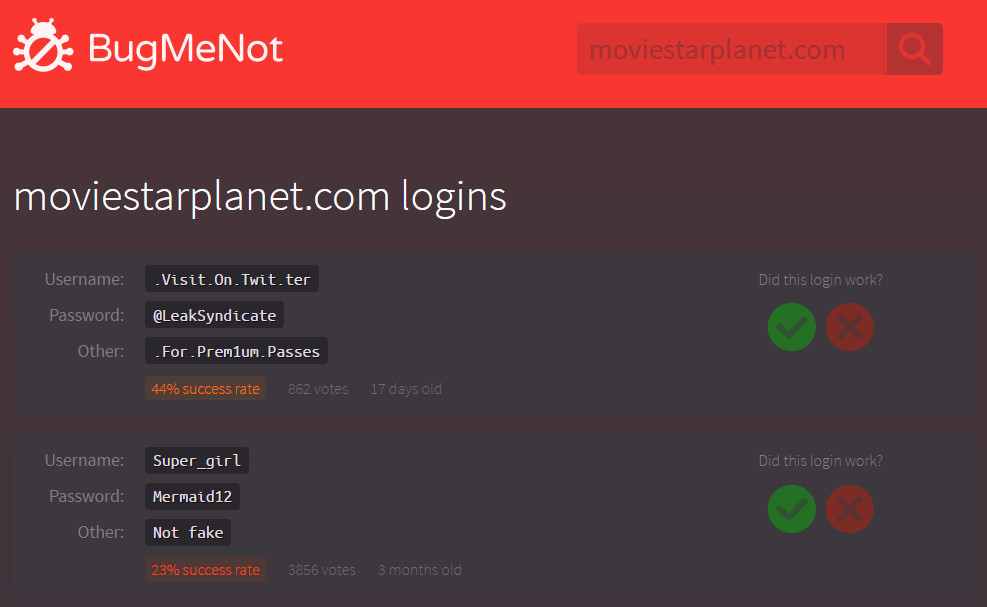 BugMeNot
moviestarplanet.com
moviestarplanet.com logins
Username: .Visit.On.Twit.ter
Did this login work?
Password: @LeakSyndicate
Other: .For.Prem1um.Passes
44% success rate 862 votes 17 days old
Username: Super_girl
Did this login work?
Password: Mermaid12
Other: Not fake
23% success rate 3856 votes 3 months old